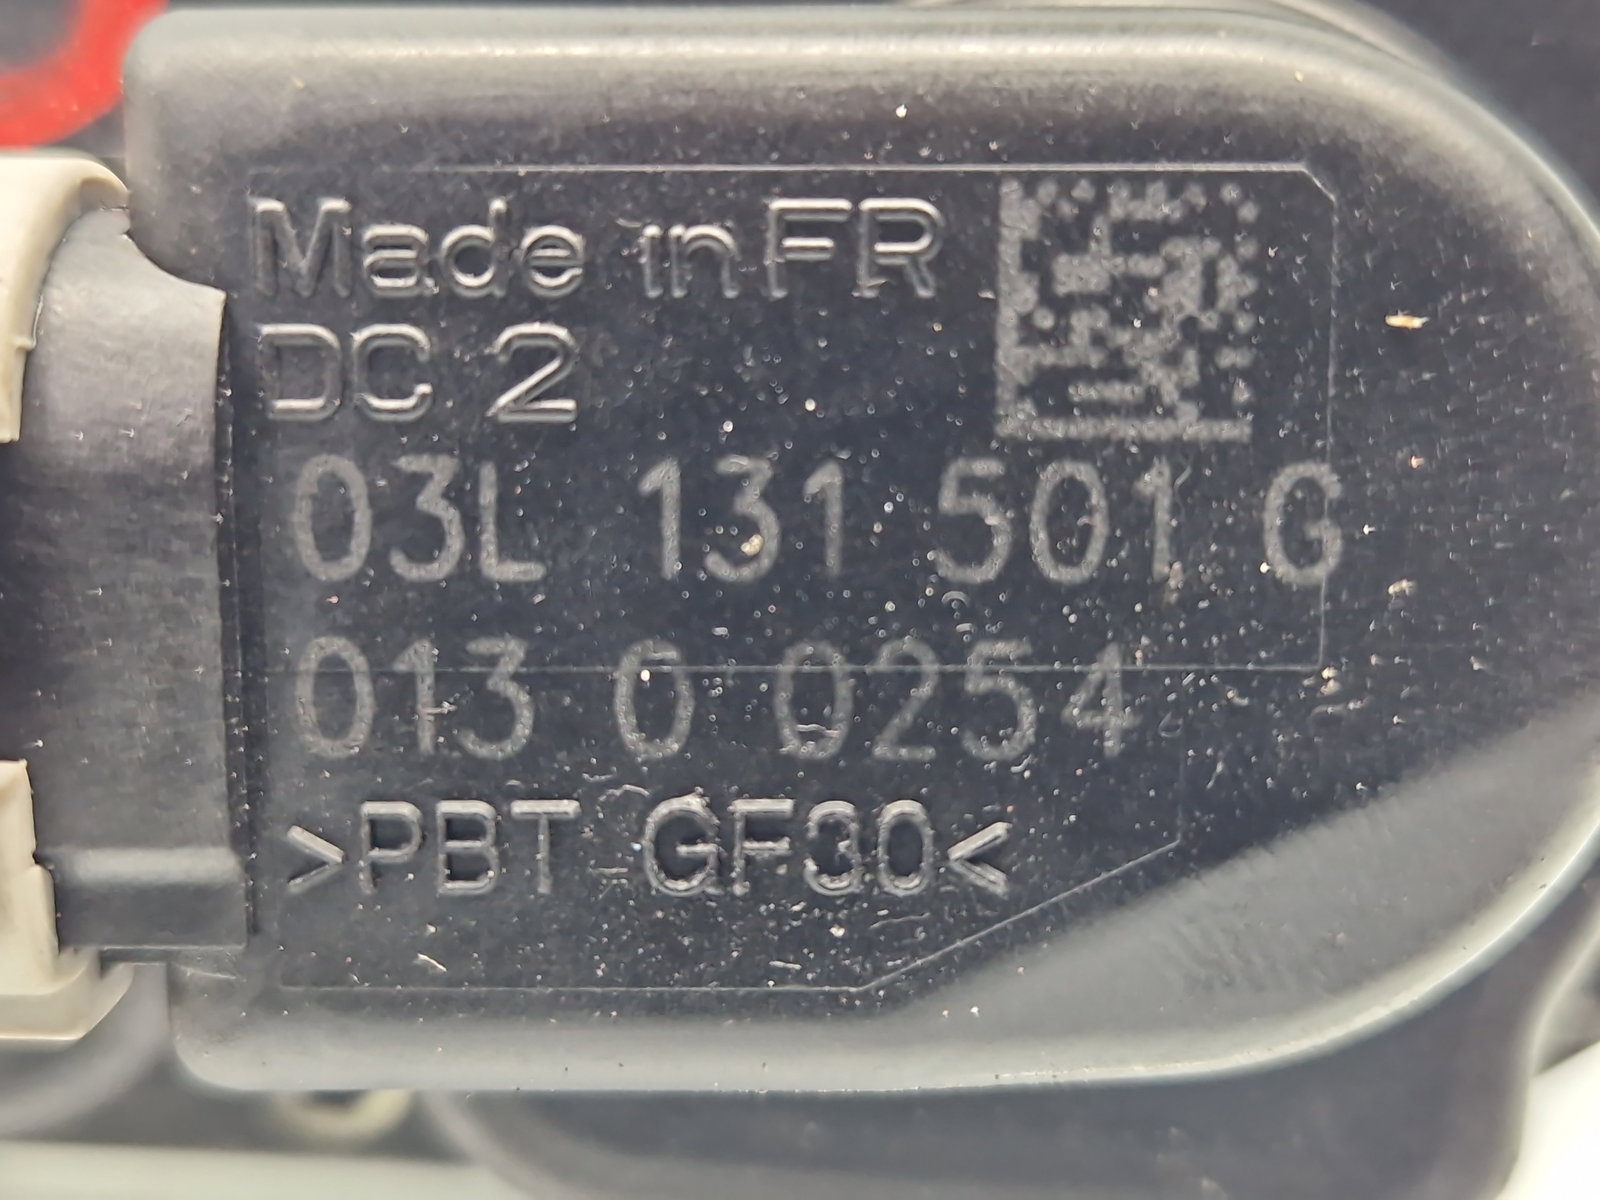 Made in FR
DC 2
03L 131 501 G
013 0 0254
>PBT GF30<